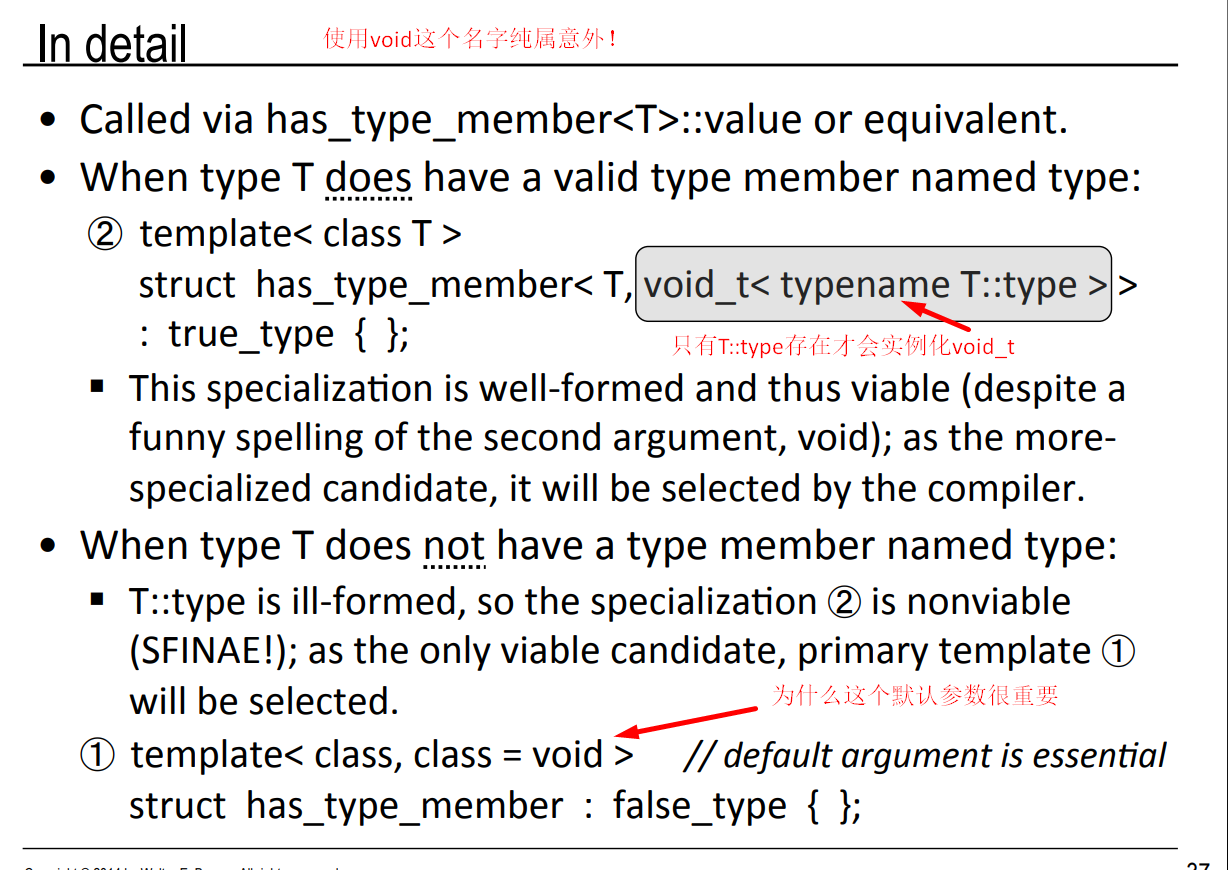 In detail
使用void这个名字纯属意外！
• Called via has_type_member<T>::value or equivalent.
• When type T does have a valid type member named type:
② template< class T >
struct has_type_member< T, void_t< typename T::type > >
: true_type { };
只有T::type存在才会实例化void_t
▪ This specialization is well-formed and thus viable (despite a
funny spelling of the second argument, void); as the more-
specialized candidate, it will be selected by the compiler.
• When type T does not have a type member named type:
▪ T::type is ill-formed, so the specialization ② is nonviable
(SFINAE!); as the only viable candidate, primary template ①
will be selected.
为什么这个默认参数很重要
① template< class, class = void > // default argument is essential
struct has_type_member : false_type { };